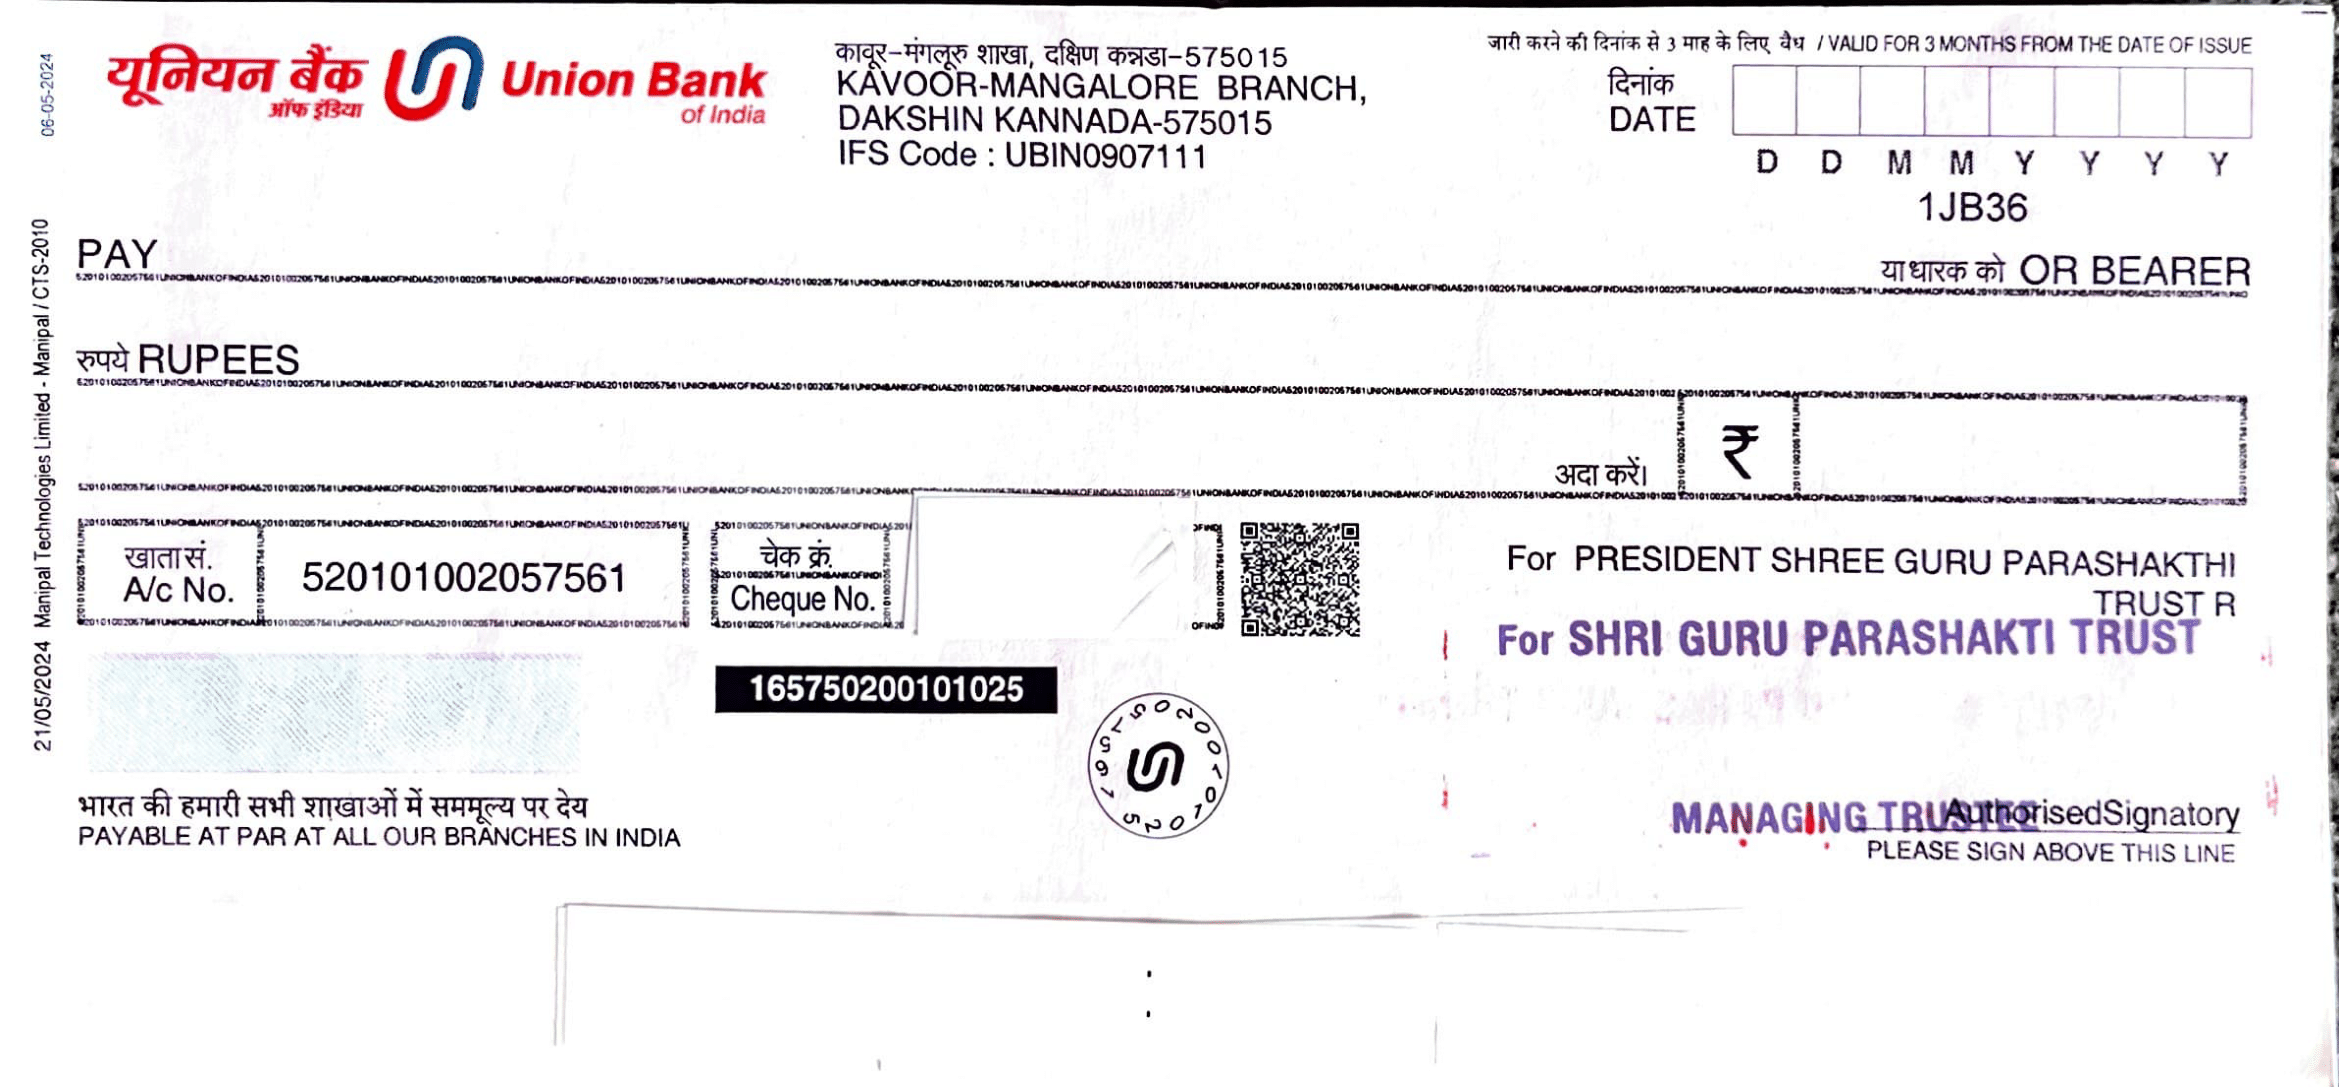 06-05-2024
यूनियन बैंक
ऑफ इंडिया
Union Bank
of India
कावूर-मंगलूरु शाखा, दक्षिण कन्नडा-575015
KAVOOR-MANGALORE BRANCH,
DAKSHIN KANNADA-575015
IFS Code : UBIN0907111
जारी करने की दिनांक से 3 माह के लिए वैध / VALID FOR 3 MONTHS FROM THE DATE OF ISSUE
दिनांक
DATE
D D M M Y Y Y Y
1JB36
PAY
या धारक को OR BEARER
रुपये RUPEES
अदा करें।
₹
खाता सं.
A/c No.
520101002057561
चेक क्रं.
Cheque No.
For PRESIDENT SHREE GURU PARASHAKTHI
TRUST R
For SHRI GURU PARASHAKTI TRUST
165750200101025
165750200101025
MANAGING TRUSTEE
Authorised Signatory
PLEASE SIGN ABOVE THIS LINE
भारत की हमारी सभी शाखाओं में सममूल्य पर देय
PAYABLE AT PAR AT ALL OUR BRANCHES IN INDIA
21/05/2024 Manipal Technologies Limited - Manipal / CTS-2010